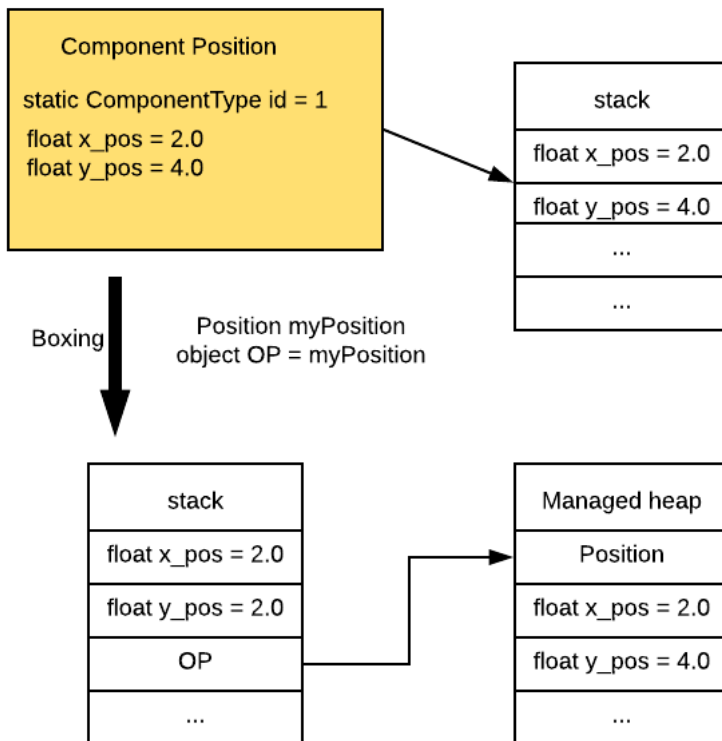 Component Position
static ComponentType id = 1
float x_pos = 2.0
float y_pos = 4.0
stack
float x_pos = 2.0
float y_pos = 4.0
...
...
Boxing
Position myPosition
object OP = myPosition
stack
float x_pos = 2.0
float y_pos = 2.0
OP
...
Managed heap
Position
float x_pos = 2.0
float y_pos = 4.0
...